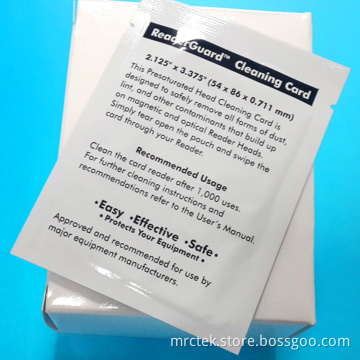 ReaderGuard™ Cleaning Card
2.125" x 3.375" (54 x 86 x 0.711 mm)
This Presaturated Head Cleaning Card is
designed to safely remove all forms of dust,
lint, and other contaminants that build up
on magnetic and optical Reader Heads.
Simply tear open the pouch and swipe the
card through your Reader.
Recommended Usage
Clean the card reader after 1,000 uses.
For further cleaning instructions and
recommendations refer to the User's Manual.
•Easy •Effective •Safe•
• Protects Your Equipment •
Approved and recommended for use by
major equipment manufacturers.
mrctek.store.bossgoo.com